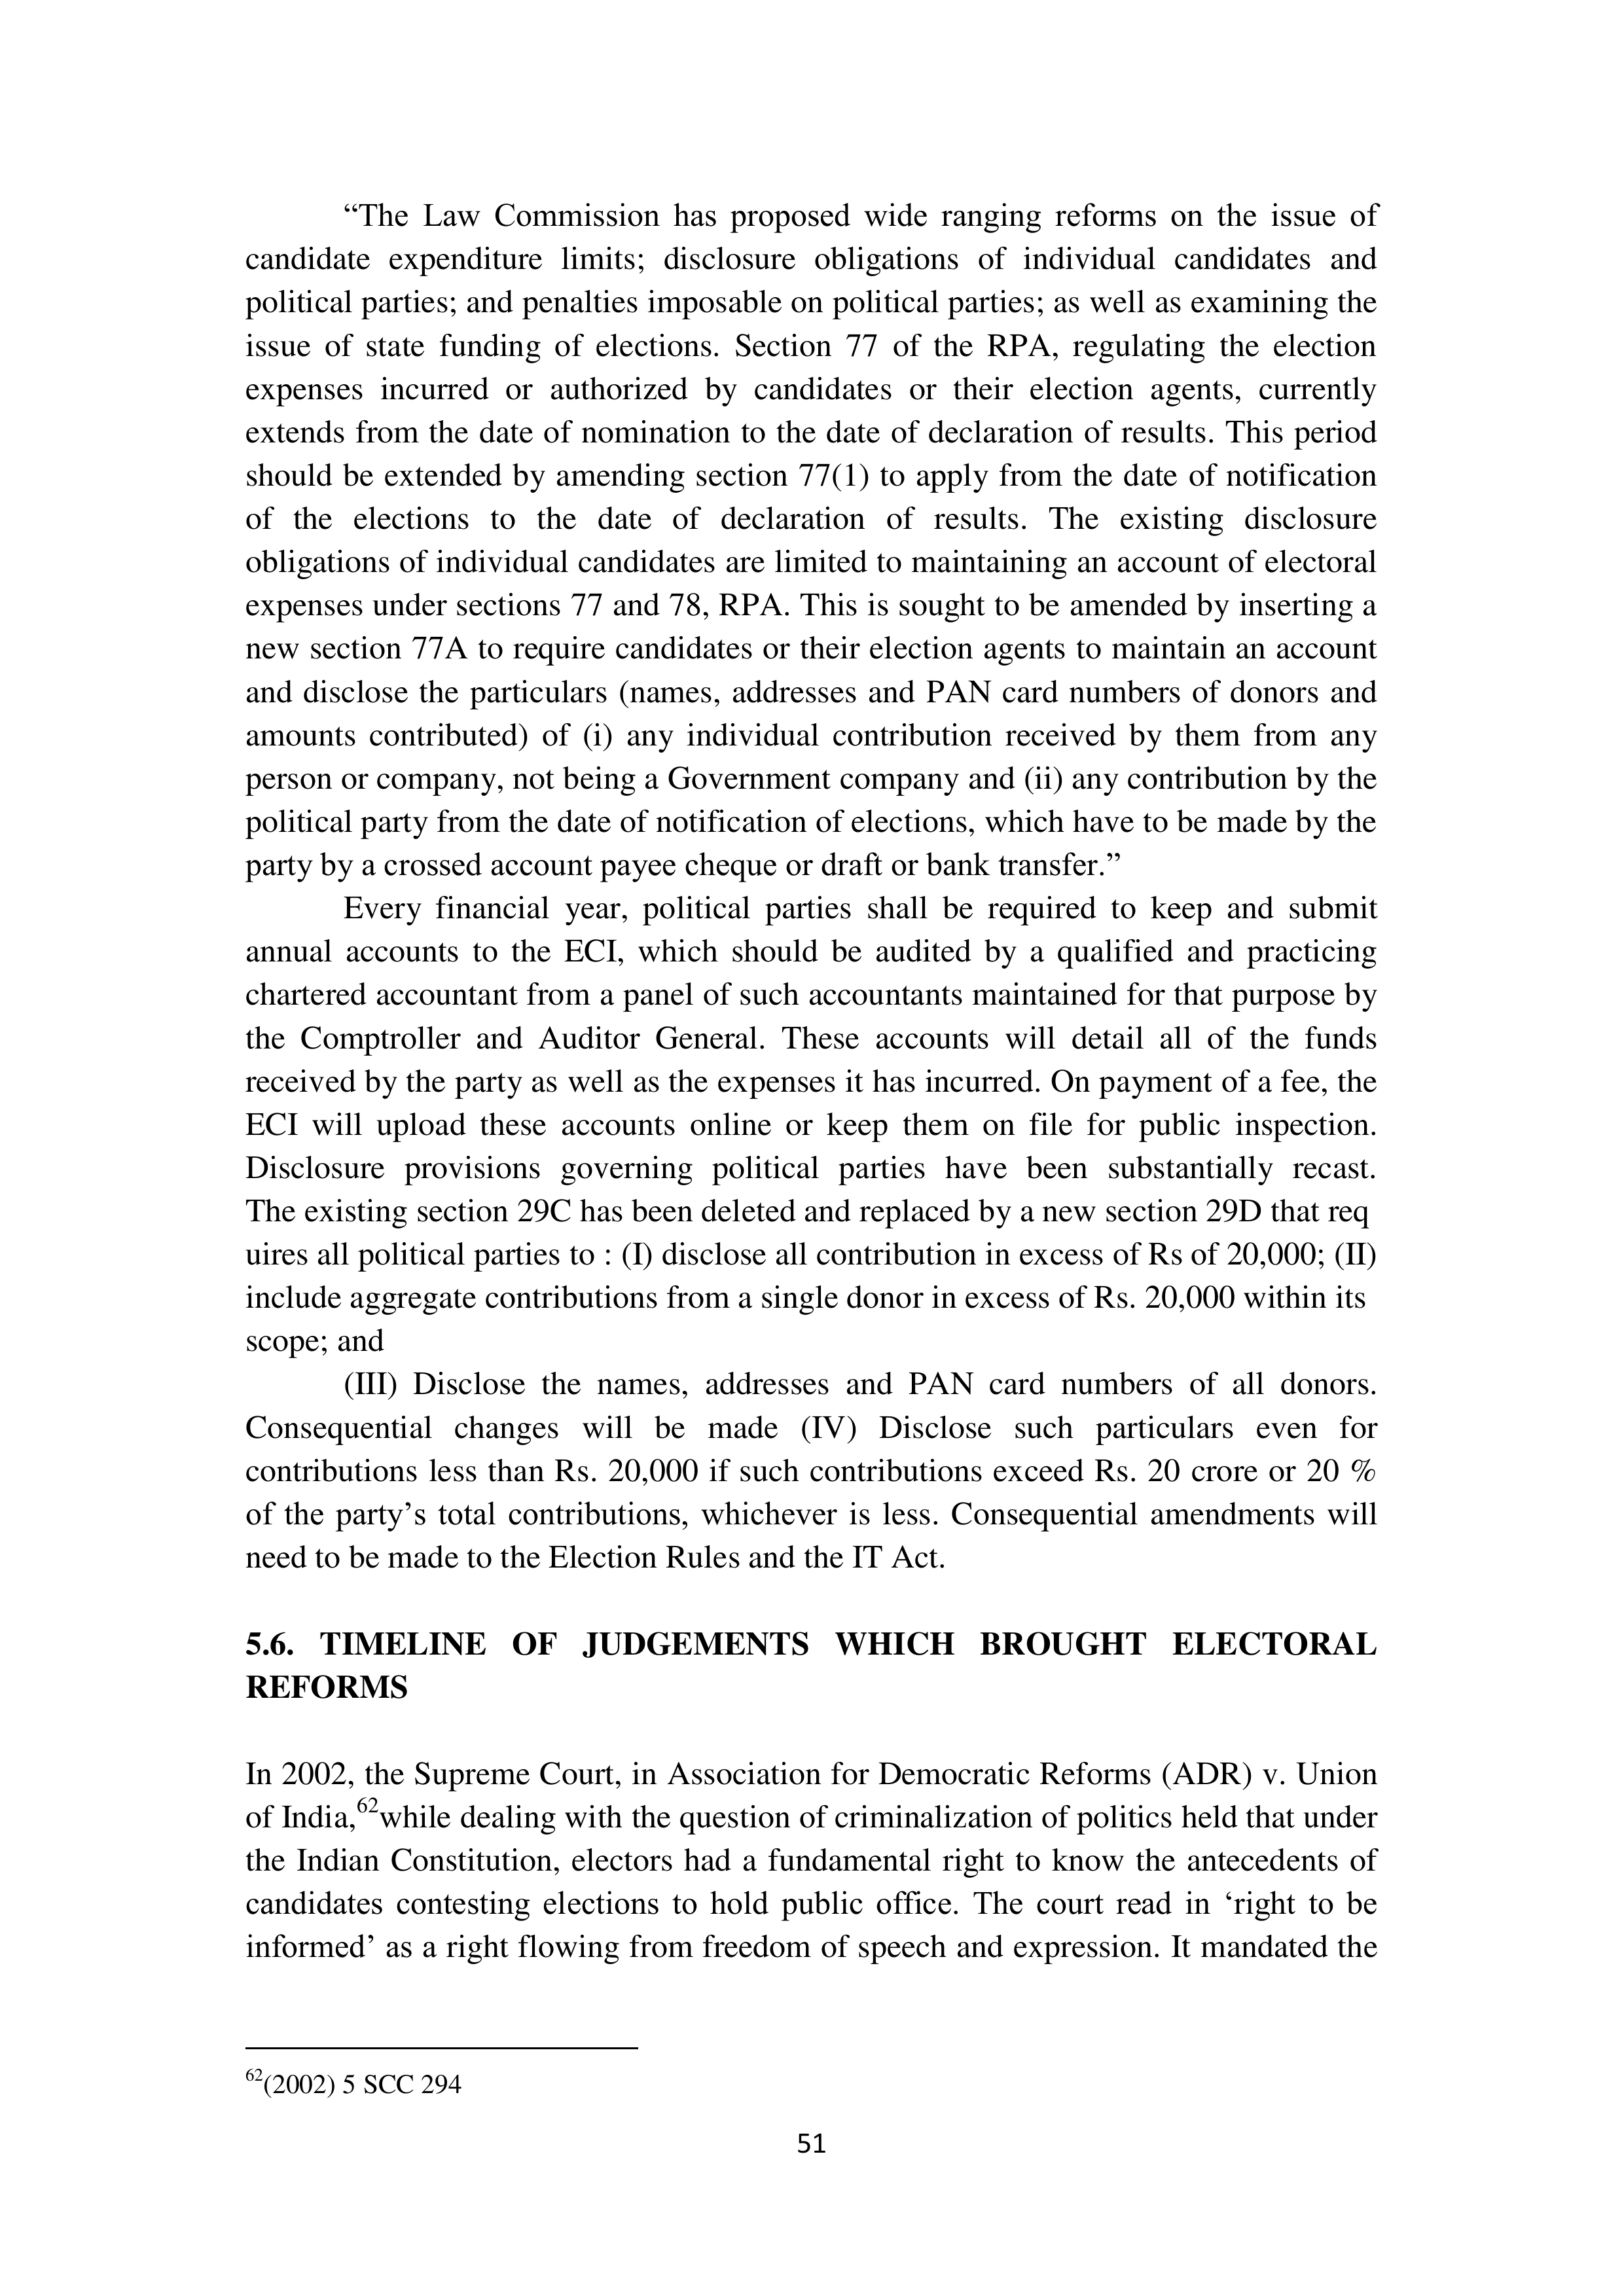 “The Law Commission has proposed wide ranging reforms on the issue of
candidate expenditure limits; disclosure obligations of individual candidates and
political parties; and penalties imposable on political parties; as well as examining the
issue of state funding of elections. Section 77 of the RPA, regulating the election
expenses incurred or authorized by candidates or their election agents, currently
extends from the date of nomination to the date of declaration of results. This period
should be extended by amending section 77(1) to apply from the date of notification
of the elections to the date of declaration of results. The existing disclosure
obligations of individual candidates are limited to maintaining an account of electoral
expenses under sections 77 and 78, RPA. This is sought to be amended by inserting a
new section 77A to require candidates or their election agents to maintain an account
and disclose the particulars (names, addresses and PAN card numbers of donors and
amounts contributed) of (i) any individual contribution received by them from any
person or company, not being a Government company and (ii) any contribution by the
political party from the date of notification of elections, which have to be made by the
party by a crossed account payee cheque or draft or bank transfer.”
Every financial year, political parties shall be required to keep and submit
annual accounts to the ECI, which should be audited by a qualified and practicing
chartered accountant from a panel of such accountants maintained for that purpose by
the Comptroller and Auditor General. These accounts will detail all of the funds
received by the party as well as the expenses it has incurred. On payment of a fee, the
ECI will upload these accounts online or keep them on file for public inspection.
Disclosure provisions governing political parties have been substantially recast.
The existing section 29C has been deleted and replaced by a new section 29D that req
uires all political parties to : (I) disclose all contribution in excess of Rs of 20,000; (II)
include aggregate contributions from a single donor in excess of Rs. 20,000 within its
scope; and
(III) Disclose the names, addresses and PAN card numbers of all donors.
Consequential changes will be made (IV) Disclose such particulars even for
contributions less than Rs. 20,000 if such contributions exceed Rs. 20 crore or 20 %
of the party’s total contributions, whichever is less. Consequential amendments will
need to be made to the Election Rules and the IT Act.
5.6. TIMELINE OF JUDGEMENTS WHICH BROUGHT ELECTORAL
REFORMS
In 2002, the Supreme Court, in Association for Democratic Reforms (ADR) v. Union
of India,62while dealing with the question of criminalization of politics held that under
the Indian Constitution, electors had a fundamental right to know the antecedents of
candidates contesting elections to hold public office. The court read in ‘right to be
informed’ as a right flowing from freedom of speech and expression. It mandated the
62(2002) 5 SCC 294
51